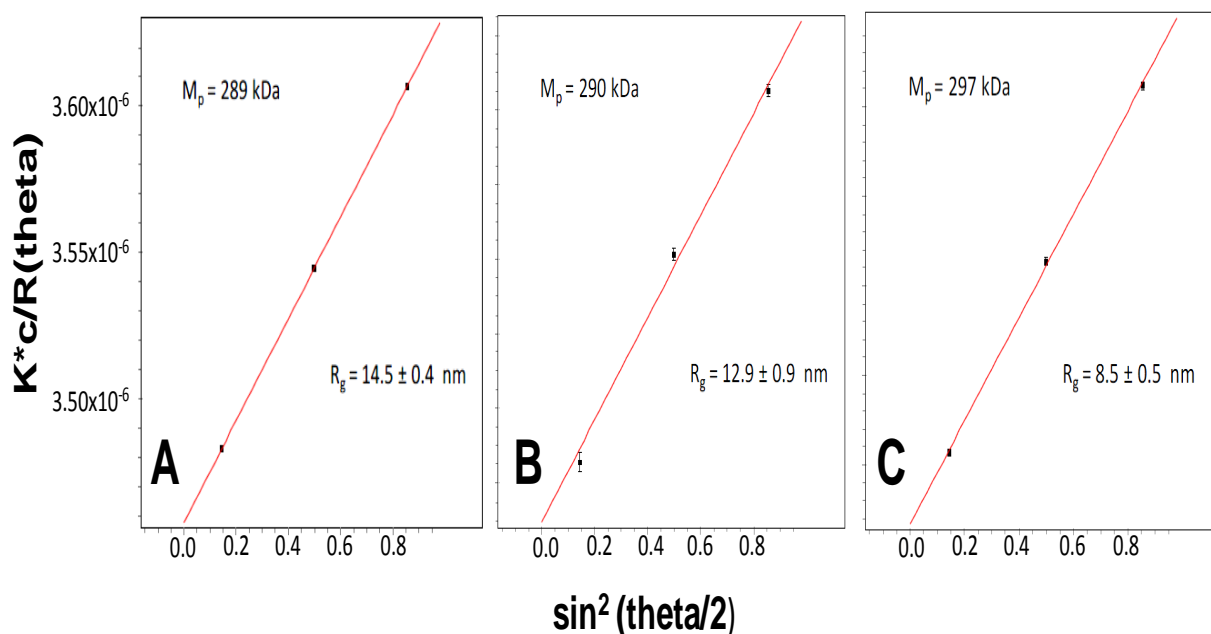 K*c/R(theta)
3.60x10⁻⁶
3.55x10⁻⁶
3.50x10⁻⁶
Mₚ = 289 kDa
R_g = 14.5 ± 0.4 nm
A
0.0 0.2 0.4 0.6 0.8
Mₚ = 290 kDa
R_g = 12.9 ± 0.9 nm
B
0.0 0.2 0.4 0.6 0.8
Mₚ = 297 kDa
R_g = 8.5 ± 0.5 nm
C
0.0 0.2 0.4 0.6 0.8
sin² (theta/2)